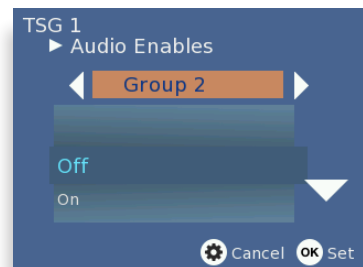 TSG 1
Audio Enables
Group 2
Off
On
Cancel OK Set